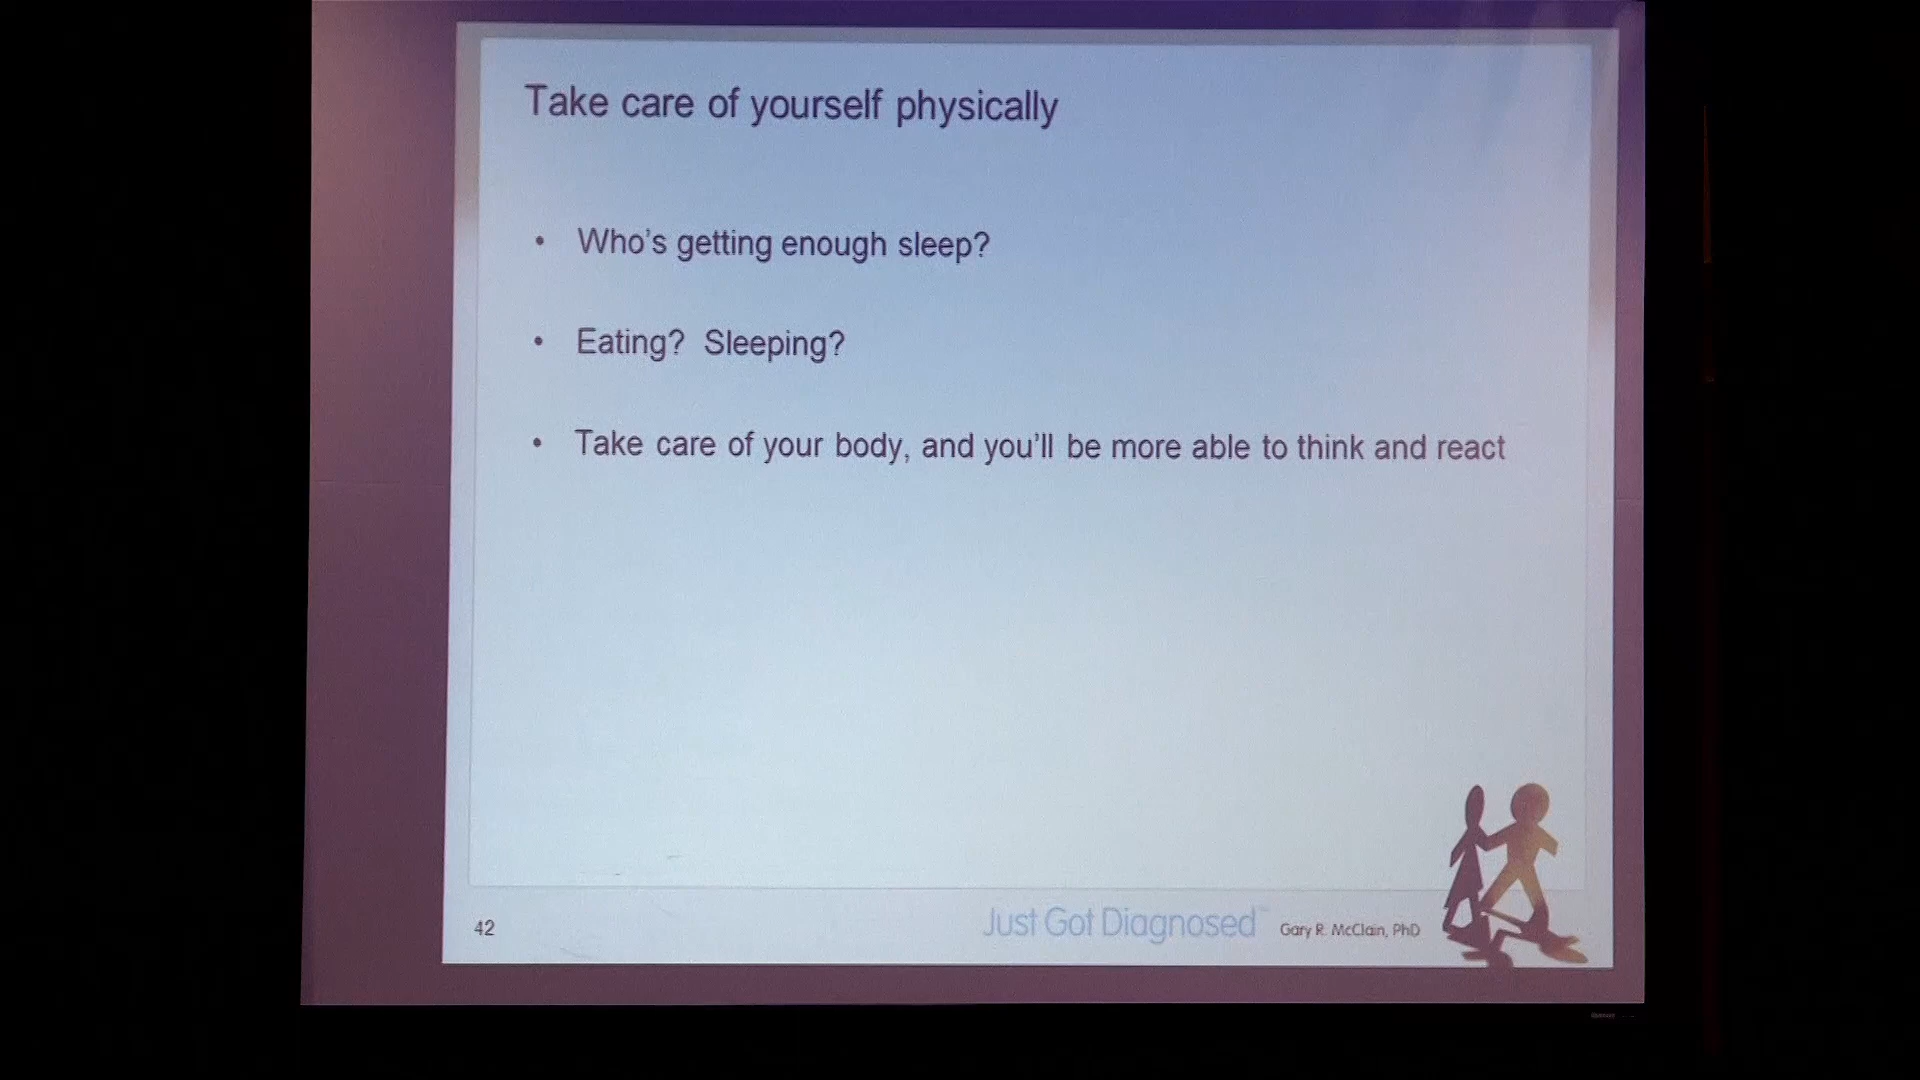 Take care of yourself physically
• Who's getting enough sleep?
• Eating?  Sleeping?
• Take care of your body, and you'll be more able to think and react
42
Just Got Diagnosed™
Gary R. McClain, PhD